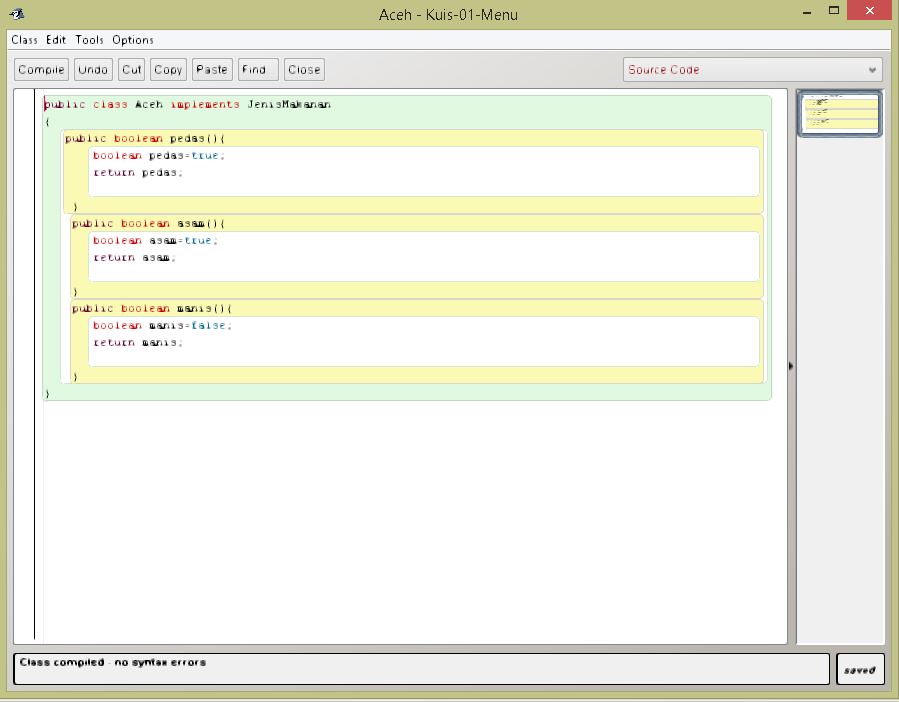 Aceh - Kuis-01-Menu
Class Edit Tools Options
Compile Undo Cut Copy Paste Find Close Source Code
public class Aceh implements JenisMakanan
{
public boolean pedas(){
boolean pedas=true;
return pedas;
}
public boolean asam(){
boolean asam=true;
return asam;
}
public boolean manis(){
boolean manis=false;
return manis;
}
}
Class compiled - no syntax errors
saved